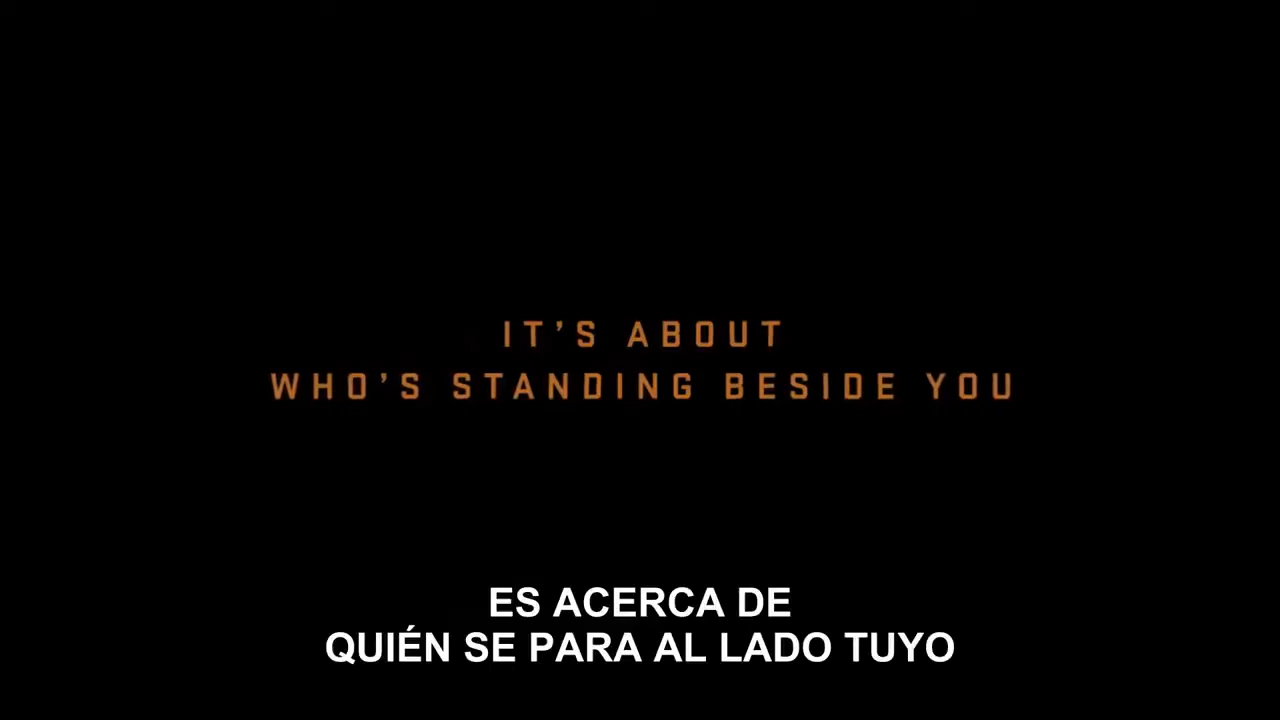 IT'S ABOUT
WHO'S STANDING BESIDE YOU
ES ACERCA DE
QUIÉN SE PARA AL LADO TUYO